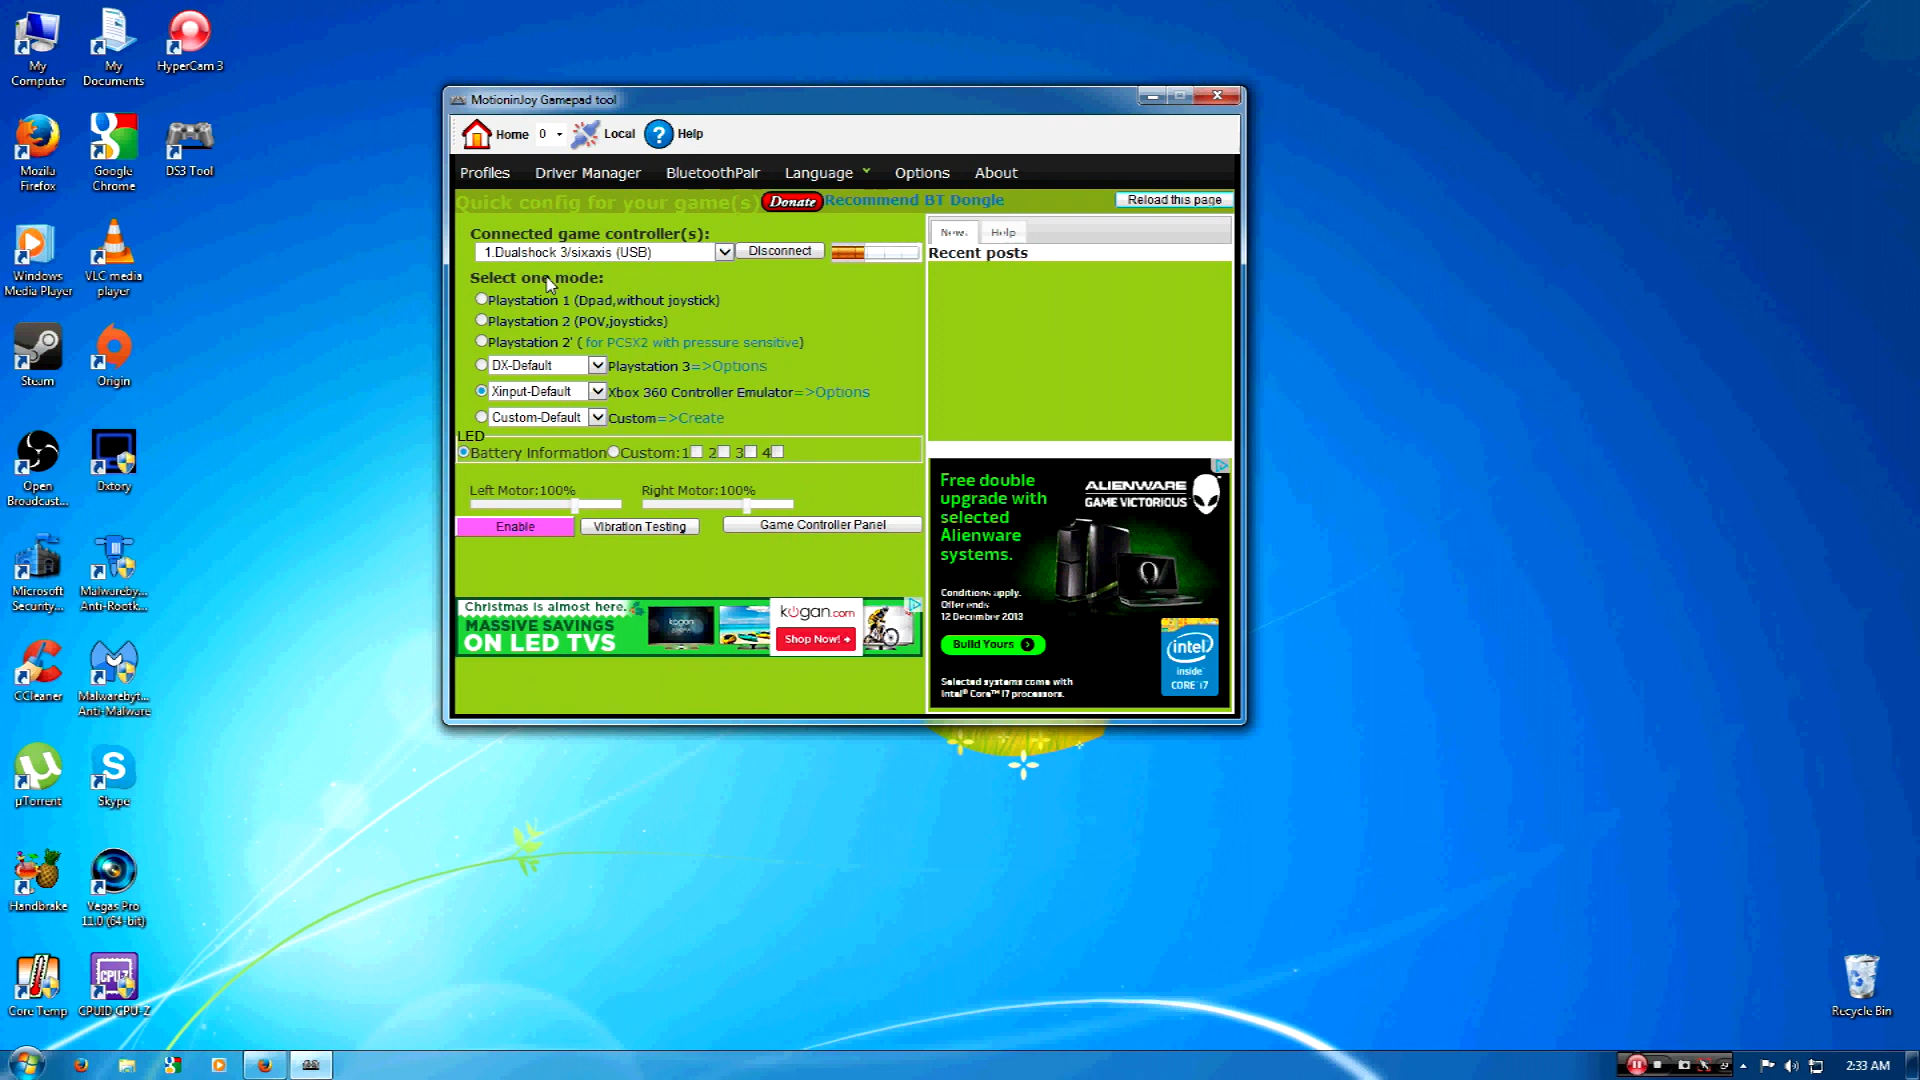 My Computer
My Documents
HyperCam 3
Mozilla Firefox
Google Chrome
DS3 Tool
Windows Media Player
VLC media player
Steam
Origin
Open Broadcast...
Dxtory
Microsoft Security...
Malwareby... Anti-Rootk...
CCleaner
Malwarebyt... Anti-Malware
µTorrent
Skype
Handbrake
Vegas Pro 11.0 (64-bit)
Core Temp
CPU-Z
CPUID CPU-Z
MotioninJoy Gamepad tool
Home 0 Local ? Help
Profiles Driver Manager BluetoothPair Language Options About
Quick config for your game(s) Donate Recommend BT Dongle Reload this page
Connected game controller(s):
1.Dualshock 3/sixaxis (USB) Disconnect
Select one mode:
Playstation 1 (Dpad,without joystick)
Playstation 2 (POV,joysticks)
Playstation 2' ( for PCSX2 with pressure sensitive)
DX-Default Playstation 3=>Options
Xinput-Default Xbox 360 Controller Emulator=>Options
Custom-Default Custom=>Create
LED
Battery Information Custom:1 2 3 4
Left Motor:100% Right Motor:100%
Enable Vibration Testing Game Controller Panel
Christmas is almost here.
MASSIVE SAVINGS
ON LED TVS
kogan
kogan.com
Shop Now!
News Help
Recent posts
Free double
upgrade with
selected
Alienware
systems.
ALIENWARE
GAME VICTORIOUS
Conditions apply.
Offer ends
12 December 2013
Build Yours
Selected systems come with
Intel® Core™ i7 processors.
intel
inside
CORE i7
Recycle Bin
2:33 AM